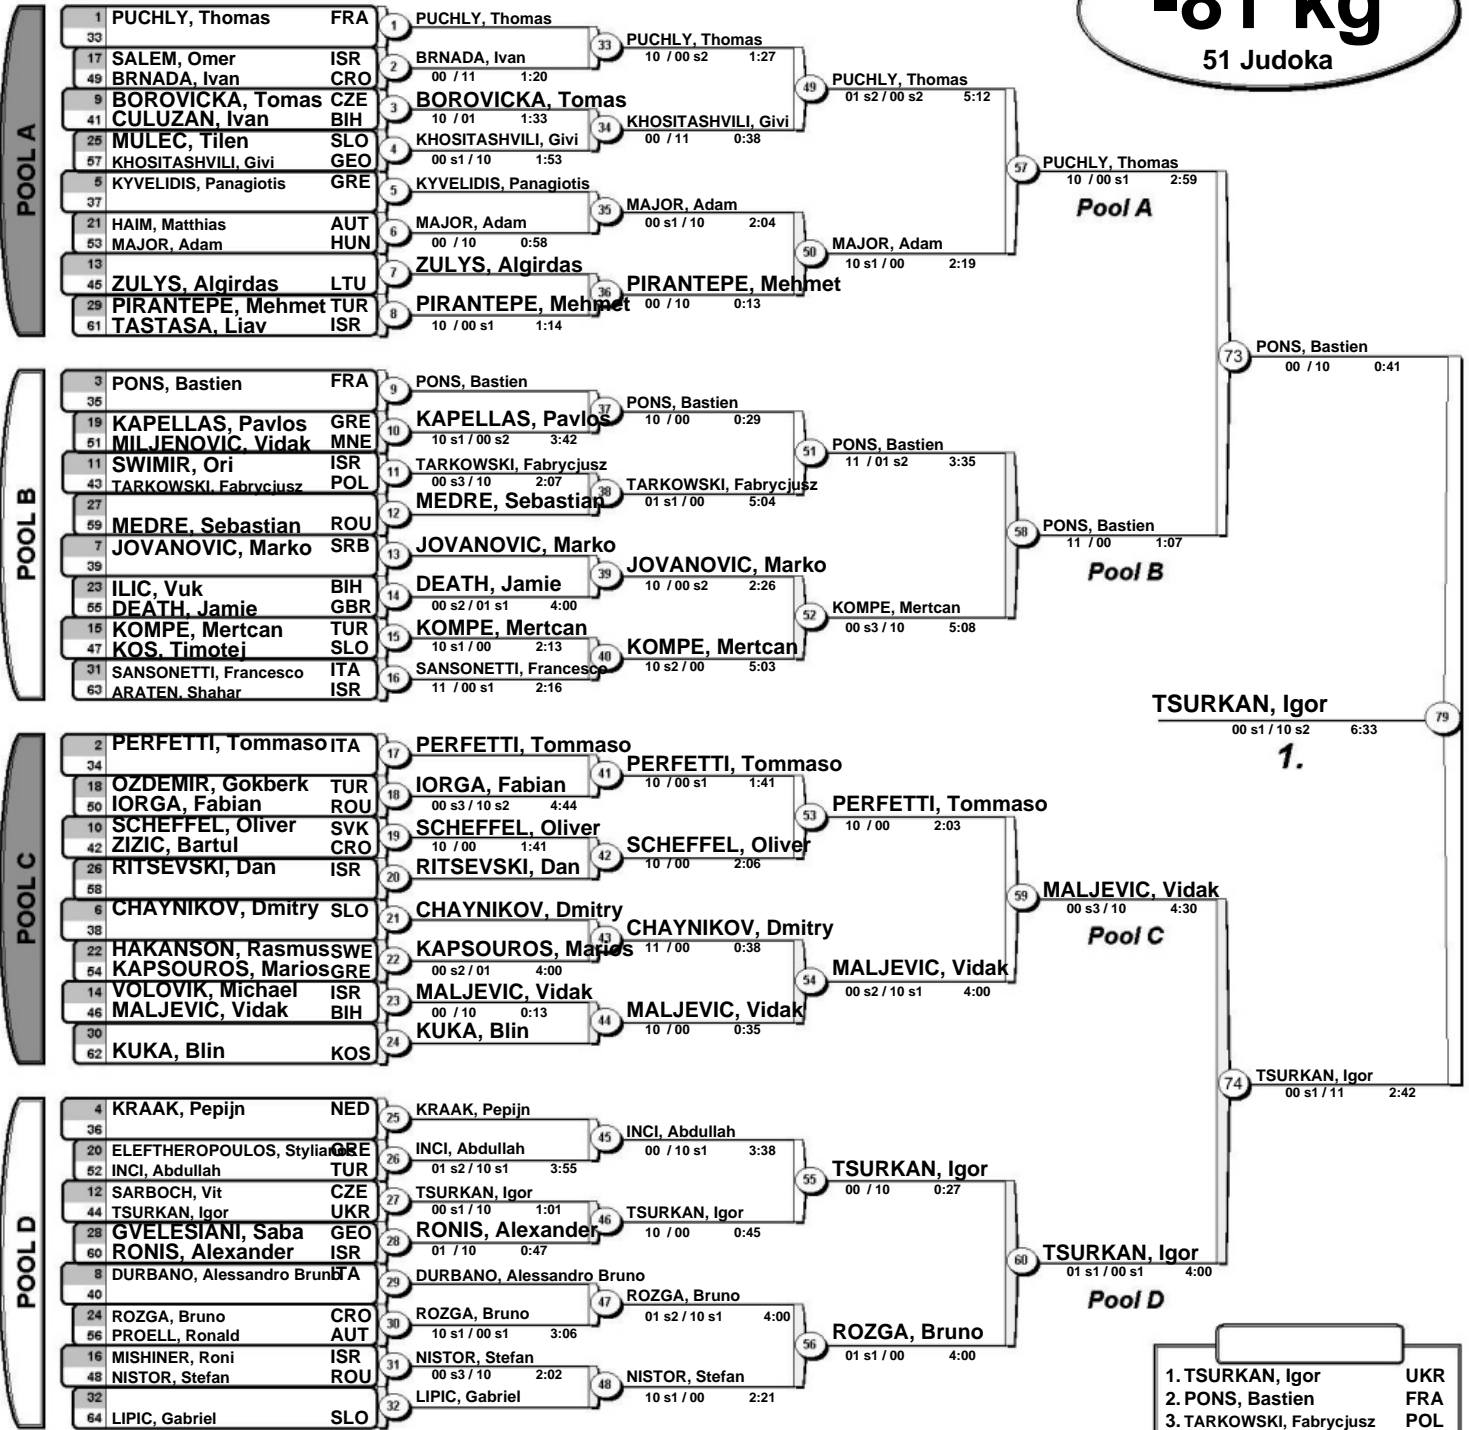 -81 kg
51 Judoka
POOL A
1 PUCHLY, Thomas FRA
33
17 SALEM, Omer ISR
49 BRNADA, Ivan CRO
9 BOROVICKA, Tomas CZE
41 CULUZAN, Ivan BIH
25 MULEC, Tilen SLO
57 KHOSITASHVILI, Givi GEO
5 KYVELIDIS, Panagiotis GRE
37
21 HAIM, Matthias AUT
53 MAJOR, Adam HUN
13
45 ZULYS, Algirdas LTU
29 PIRANTEPE, Mehmet TUR
61 TASTASA, Liav ISR
1 PUCHLY, Thomas
2 BRNADA, Ivan
00 / 11 1:20
3 BOROVICKA, Tomas
10 / 01 1:33
4 KHOSITASHVILI, Givi
00 s1 / 10 1:53
5 KYVELIDIS, Panagiotis
6 MAJOR, Adam
00 / 10 0:58
7 ZULYS, Algirdas
8 PIRANTEPE, Mehmet
10 / 00 s1 1:14
33 PUCHLY, Thomas
10 / 00 s2 1:27
34 KHOSITASHVILI, Givi
00 / 11 0:38
35 MAJOR, Adam
00 s1 / 10 2:04
36 PIRANTEPE, Mehmet
00 / 10 0:13
49 PUCHLY, Thomas
01 s2 / 00 s2 5:12
50 MAJOR, Adam
10 s1 / 00 2:19
57 PUCHLY, Thomas
10 / 00 s1 2:59
Pool A
POOL B
3 PONS, Bastien FRA
35
19 KAPELLAS, Pavlos GRE
51 MILJENOVIC, Vidak MNE
11 SWIMIR, Ori ISR
43 TARKOWSKI, Fabrycjusz POL
27
59 MEDRE, Sebastian ROU
7 JOVANOVIC, Marko SRB
39
23 ILIC, Vuk BIH
55 DEATH, Jamie GBR
15 KOMPE, Mertcan TUR
47 KOS, Timotej SLO
31 SANSONETTI, Francesco ITA
63 ARATEN, Shahar ISR
9 PONS, Bastien
10 KAPELLAS, Pavlos
10 s1 / 00 s2 3:42
11 TARKOWSKI, Fabrycjusz
00 s3 / 10 2:07
12 MEDRE, Sebastian
13 JOVANOVIC, Marko
14 DEATH, Jamie
00 s2 / 01 s1 4:00
15 KOMPE, Mertcan
10 s1 / 00 2:13
16 SANSONETTI, Francesco
11 / 00 s1 2:16
37 PONS, Bastien
10 / 00 0:29
38 TARKOWSKI, Fabrycjusz
01 s1 / 00 5:04
39 JOVANOVIC, Marko
10 / 00 s2 2:26
40 KOMPE, Mertcan
10 s2 / 00 5:03
51 PONS, Bastien
11 / 01 s2 3:35
52 KOMPE, Mertcan
00 s3 / 10 5:08
58 PONS, Bastien
11 / 00 1:07
Pool B
73 PONS, Bastien
00 / 10 0:41
TSURKAN, Igor 79
00 s1 / 10 s2 6:33
1.
POOL C
2 PERFETTI, Tommaso ITA
34
18 OZDEMIR, Gokberk TUR
50 IORGA, Fabian ROU
10 SCHEFFEL, Oliver SVK
42 ZIZIC, Bartul CRO
26 RITSEVSKI, Dan ISR
58
6 CHAYNIKOV, Dmitry SLO
38
22 HAKANSON, Rasmus SWE
54 KAPSOUROS, Marios GRE
14 VOLOVIK, Michael ISR
46 MALJEVIC, Vidak BIH
30
62 KUKA, Blin KOS
17 PERFETTI, Tommaso
18 IORGA, Fabian
00 s3 / 10 s2 4:44
19 SCHEFFEL, Oliver
10 / 00 1:41
20 RITSEVSKI, Dan
21 CHAYNIKOV, Dmitry
22 KAPSOUROS, Marios
00 s2 / 01 4:00
23 MALJEVIC, Vidak
00 / 10 0:13
24 KUKA, Blin
41 PERFETTI, Tommaso
10 / 00 s1 1:41
42 SCHEFFEL, Oliver
10 / 00 2:06
43 CHAYNIKOV, Dmitry
11 / 00 0:38
44 MALJEVIC, Vidak
10 / 00 0:35
53 PERFETTI, Tommaso
10 / 00 2:03
54 MALJEVIC, Vidak
00 s2 / 10 s1 4:00
59 MALJEVIC, Vidak
00 s3 / 10 4:30
Pool C
POOL D
4 KRAAK, Pepijn NED
36
20 ELEFTHEROPOULOS, Stylianos GRE
52 INCI, Abdullah TUR
12 SARBOCH, Vit CZE
44 TSURKAN, Igor UKR
28 GVELESIANI, Saba GEO
60 RONIS, Alexander ISR
8 DURBANO, Alessandro Bruno ITA
40
24 ROZGA, Bruno CRO
56 PROELL, Ronald AUT
16 MISHINER, Roni ISR
48 NISTOR, Stefan ROU
32
64 LIPIC, Gabriel SLO
25 KRAAK, Pepijn
26 INCI, Abdullah
01 s2 / 10 s1 3:55
27 TSURKAN, Igor
00 s1 / 10 1:01
28 RONIS, Alexander
01 / 10 0:47
29 DURBANO, Alessandro Bruno
30 ROZGA, Bruno
10 s1 / 00 s1 3:06
31 NISTOR, Stefan
00 s3 / 10 2:02
32 LIPIC, Gabriel
45 INCI, Abdullah
00 / 10 s1 3:38
46 TSURKAN, Igor
10 / 00 0:45
47 ROZGA, Bruno
01 s2 / 10 s1 4:00
48 NISTOR, Stefan
10 s1 / 00 2:21
55 TSURKAN, Igor
00 / 10 0:27
56 ROZGA, Bruno
01 s1 / 00 4:00
60 TSURKAN, Igor
01 s1 / 00 s1 4:00
Pool D
74 TSURKAN, Igor
00 s1 / 11 2:42
1. TSURKAN, Igor UKR
2. PONS, Bastien FRA
3. TARKOWSKI, Fabrycjusz POL